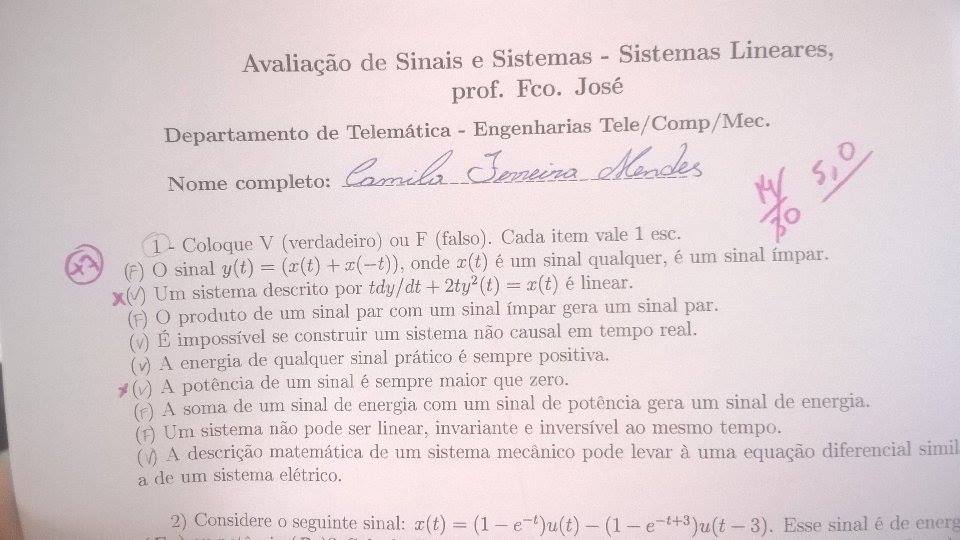 Avaliação de Sinais e Sistemas - Sistemas Lineares,
prof. Fco. José
Departamento de Telemática - Engenharias Tele/Comp/Mec.
Nome completo: Camila Ferreira Mendes
14/30 5,0
1 - Coloque V (verdadeiro) ou F (falso). Cada item vale 1 esc.
x7
(F) O sinal y(t) = (x(t) + x(−t)), onde x(t) é um sinal qualquer, é um sinal ímpar.
x(V) Um sistema descrito por tdy/dt + 2ty²(t) = x(t) é linear.
(F) O produto de um sinal par com um sinal ímpar gera um sinal par.
(V) É impossível se construir um sistema não causal em tempo real.
(V) A energia de qualquer sinal prático é sempre positiva.
x(V) A potência de um sinal é sempre maior que zero.
(F) A soma de um sinal de energia com um sinal de potência gera um sinal de energia.
(F) Um sistema não pode ser linear, invariante e inversível ao mesmo tempo.
(V) A descrição matemática de um sistema mecânico pode levar à uma equação diferencial simil
a de um sistema elétrico.
2) Considere o seguinte sinal: x(t) = (1 − e⁻ᵗ)u(t) − (1 − e⁻ᵗ⁺³)u(t − 3). Esse sinal é de energ